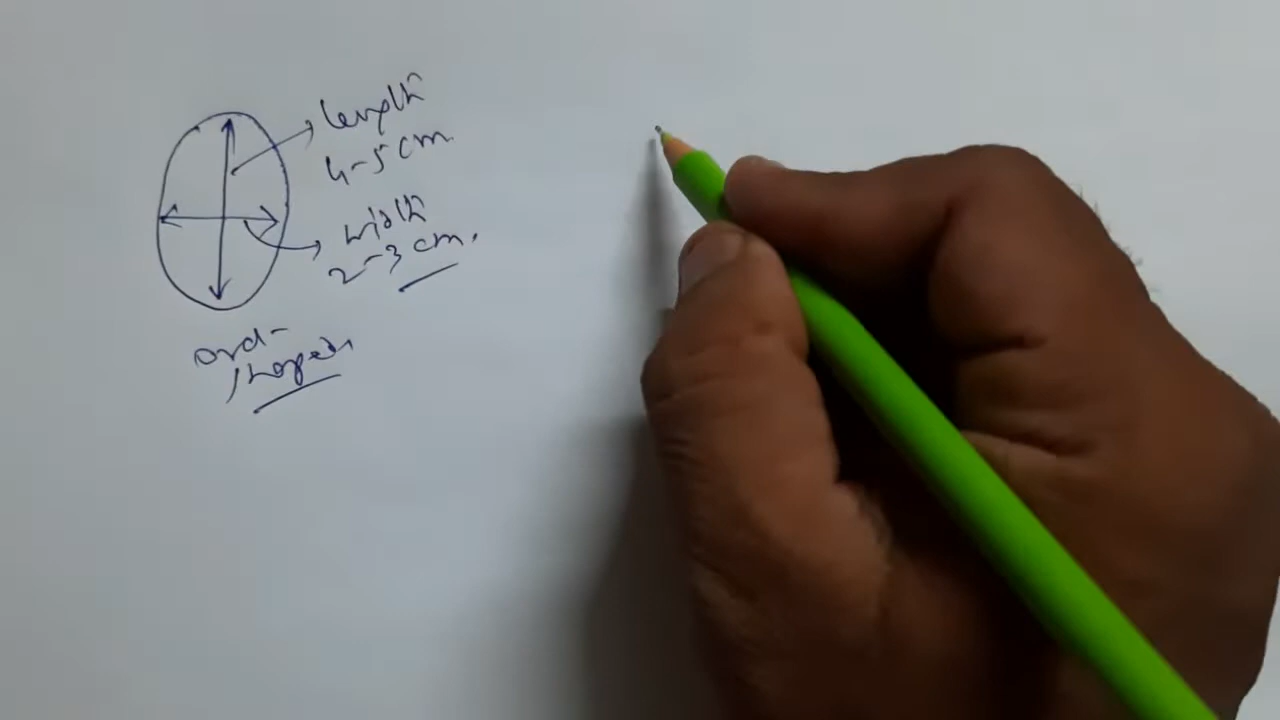 length
4-5 cm.
width
2-3 cm.
oval-
shaped